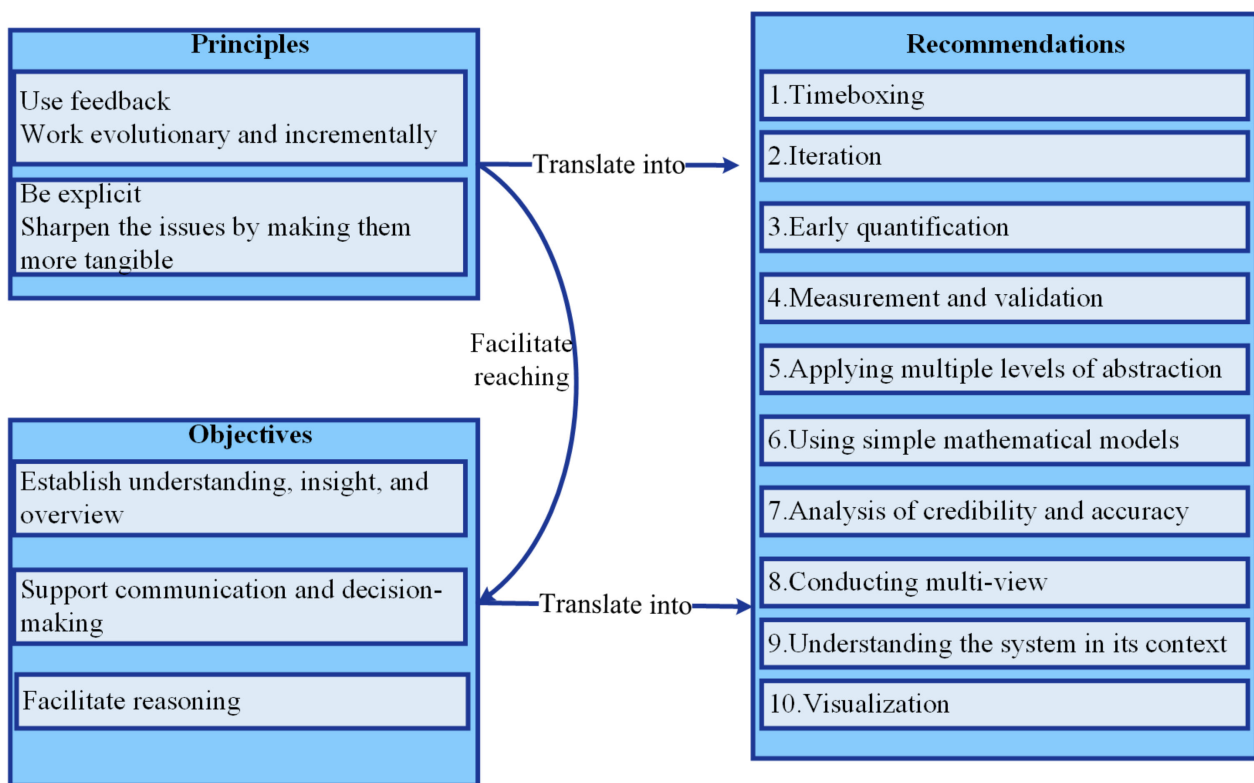 Principles
Use feedback
Work evolutionary and incrementally
Be explicit
Sharpen the issues by making them
more tangible
Translate into
Facilitate
reaching
Objectives
Establish understanding, insight, and
overview
Support communication and decision-
making
Facilitate reasoning
Translate into
Recommendations
1.Timeboxing
2.Iteration
3.Early quantification
4.Measurement and validation
5.Applying multiple levels of abstraction
6.Using simple mathematical models
7.Analysis of credibility and accuracy
8.Conducting multi-view
9.Understanding the system in its context
10.Visualization